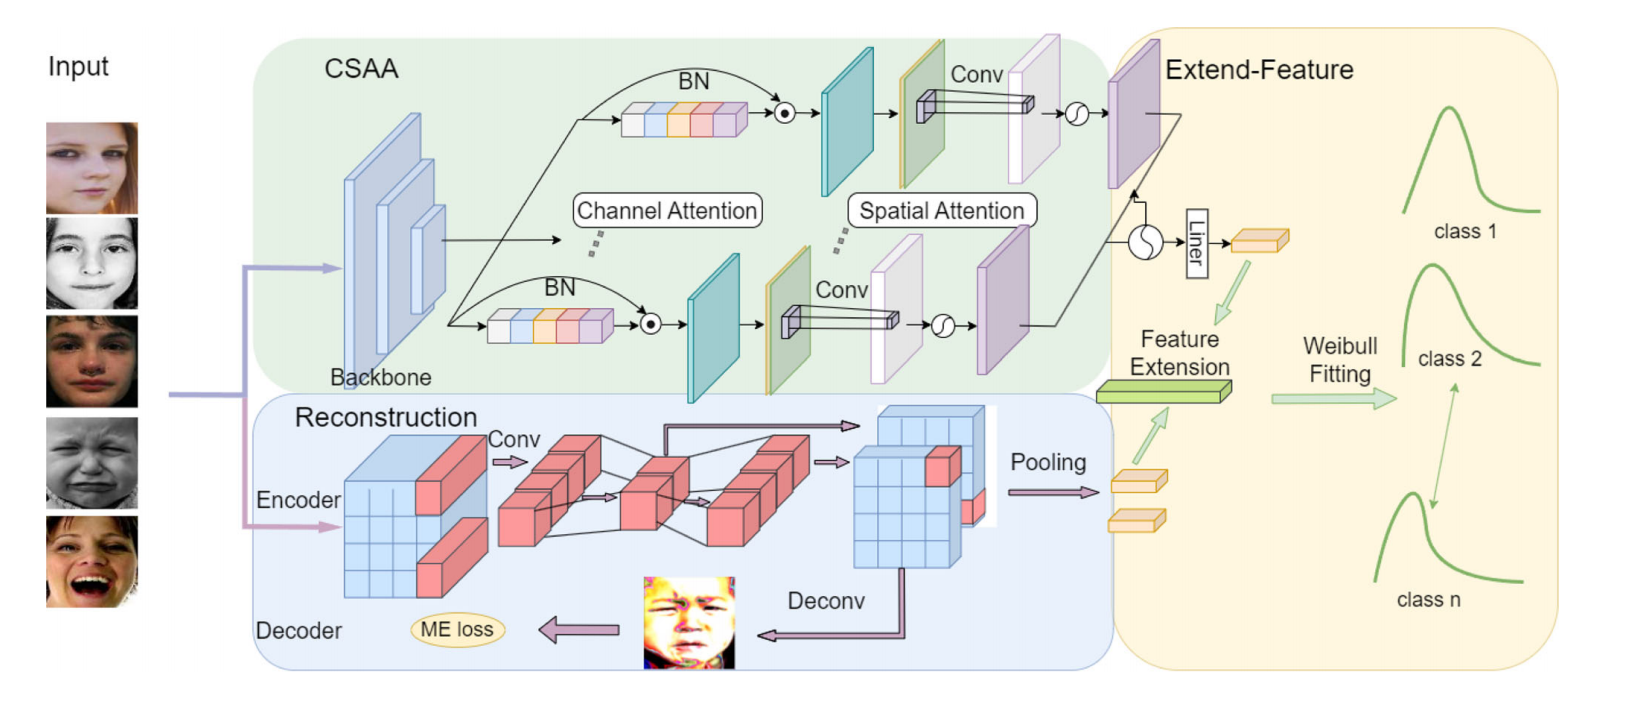 Input
CSAA
BN
Conv
Extend-Feature
Channel Attention
Spatial Attention
Liner
class 1
BN
Conv
Backbone
Feature
Extension
Weibull
Fitting
class 2
Reconstruction
Conv
Encoder
Pooling
class n
Decoder
ME loss
Deconv